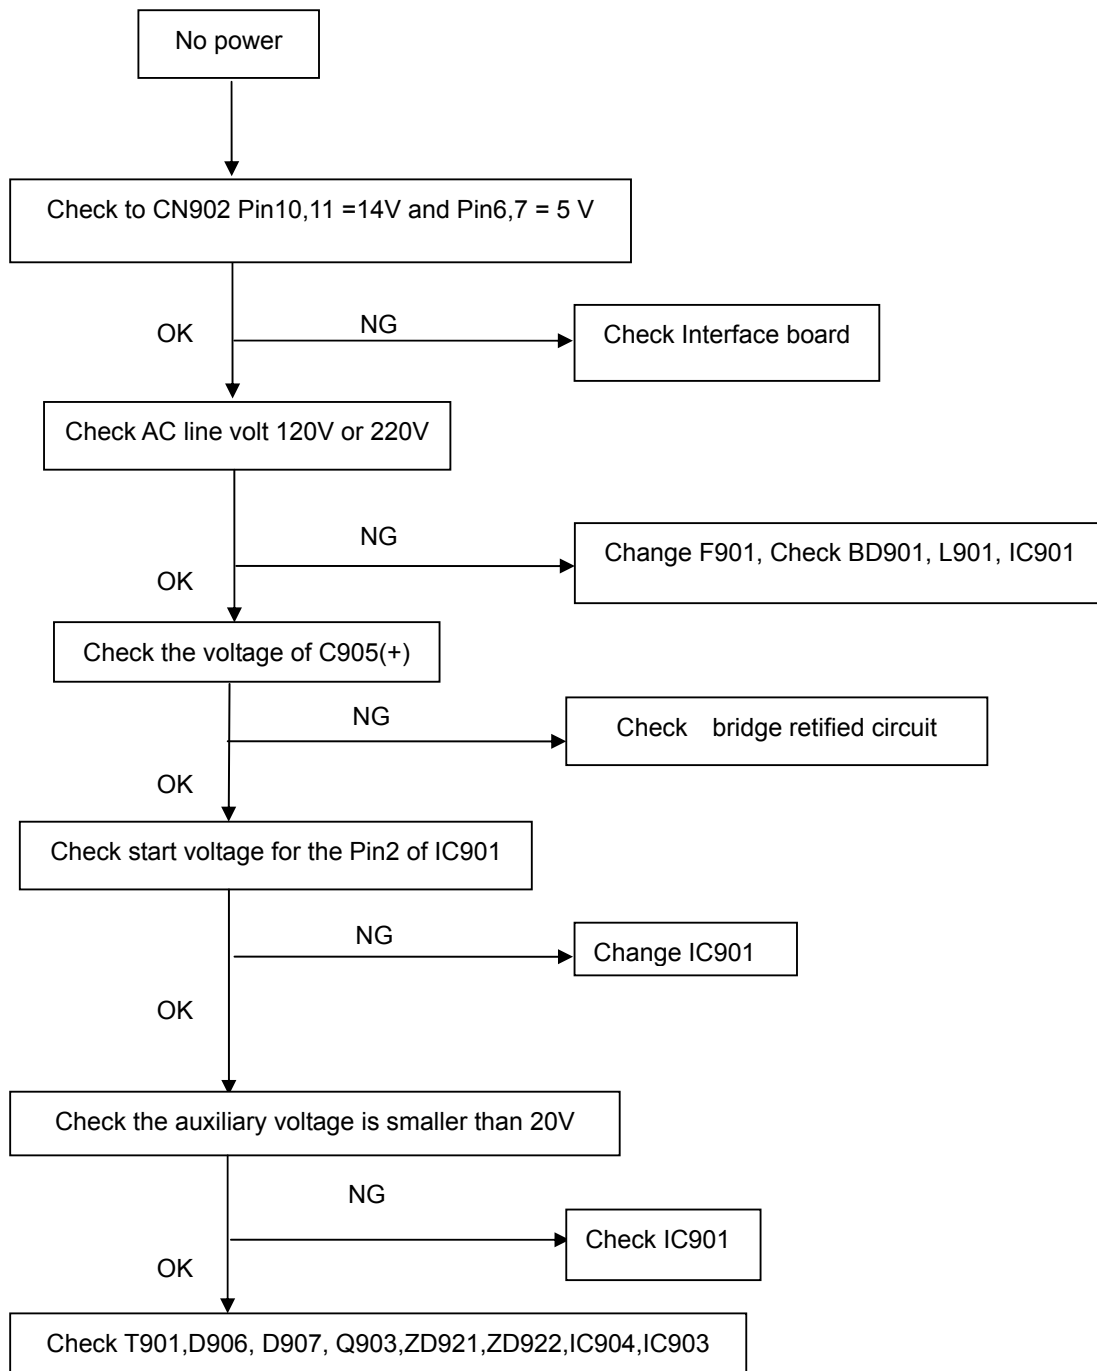 No power
Check to CN902 Pin10,11 =14V and Pin6,7 = 5 V
NG
OK
Check Interface board
Check AC line volt 120V or 220V
NG
Change F901, Check BD901, L901, IC901
OK
Check the voltage of C905(+)
NG
Check bridge retified circuit
OK
Check start voltage for the Pin2 of IC901
NG
Change IC901
OK
Check the auxiliary voltage is smaller than 20V
NG
Check IC901
OK
Check T901,D906, D907, Q903,ZD921,ZD922,IC904,IC903